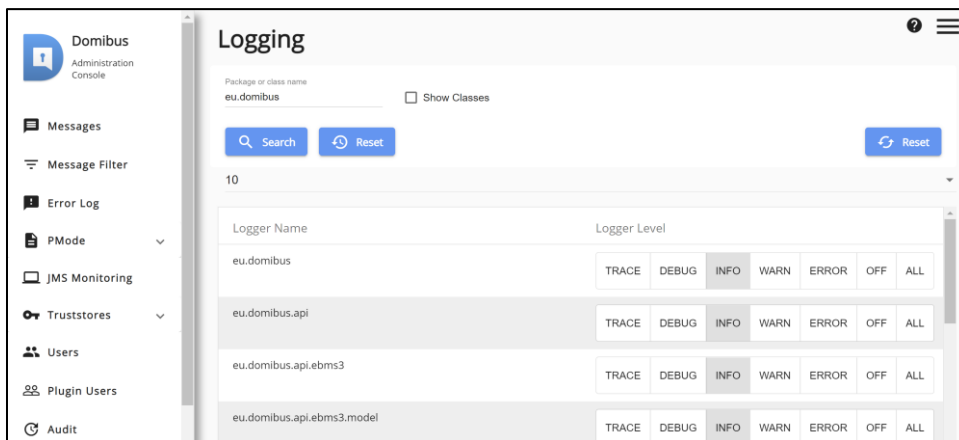 Domibus
Administration
Console
Messages
Message Filter
Error Log
PMode
JMS Monitoring
Truststores
Users
Plugin Users
Audit
Logging
?
Package or class name
eu.domibus
Show Classes
Search
Reset
Reset
10
Logger Name Logger Level
eu.domibus TRACE DEBUG INFO WARN ERROR OFF ALL
eu.domibus.api TRACE DEBUG INFO WARN ERROR OFF ALL
eu.domibus.api.ebms3 TRACE DEBUG INFO WARN ERROR OFF ALL
eu.domibus.api.ebms3.model TRACE DEBUG INFO WARN ERROR OFF ALL